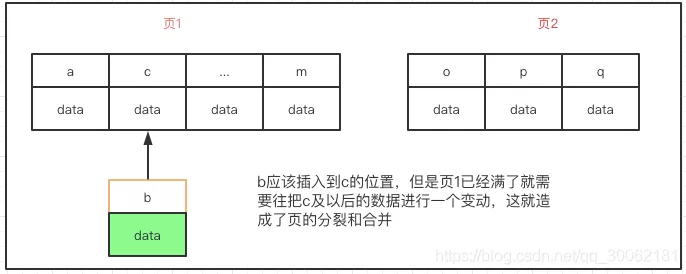 页1
页2
a c ... m
data data data data
o p q
data data data
b
data
b应该插入到c的位置，但是页1已经满了就需
要往把c及以后的数据进行一个变动，这就造
成了页的分裂和合并
https://blog.csdn.net/qq_30062181